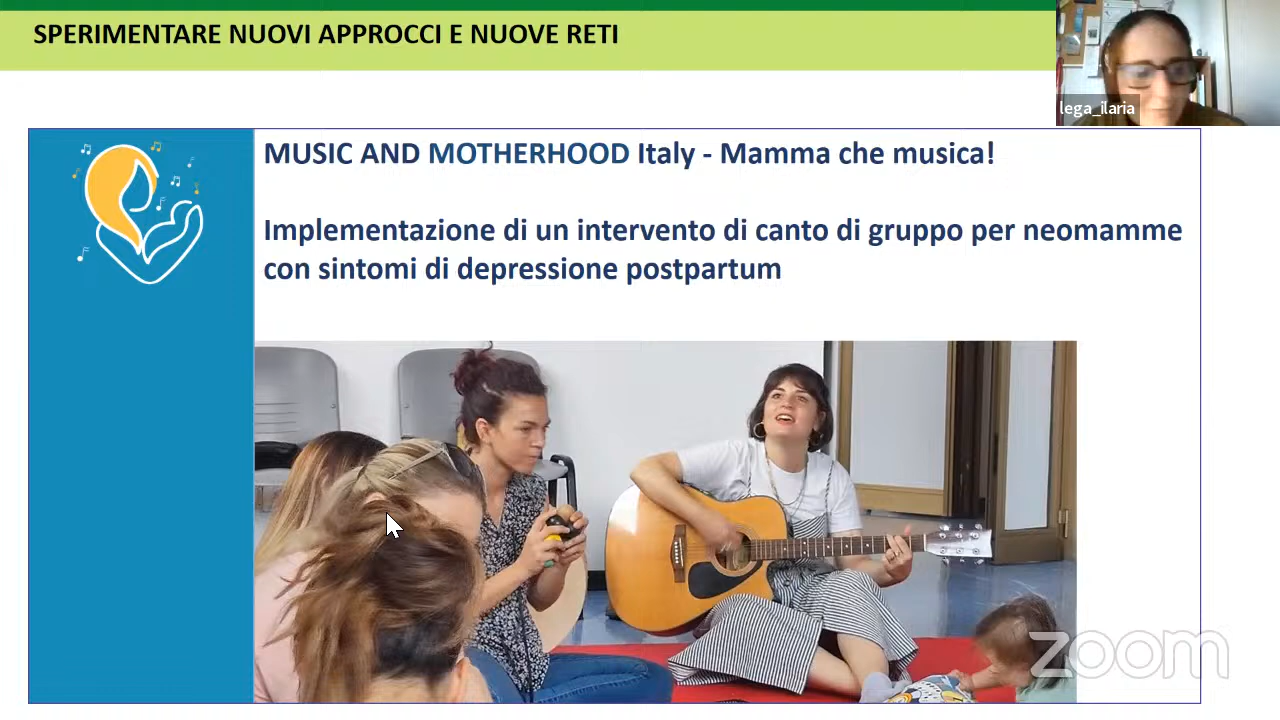 SPERIMENTARE NUOVI APPROCCI E NUOVE RETI
lega_ilaria
MUSIC AND MOTHERHOOD Italy - Mamma che musica!
Implementazione di un intervento di canto di gruppo per neomamme
con sintomi di depressione postpartum
zoom